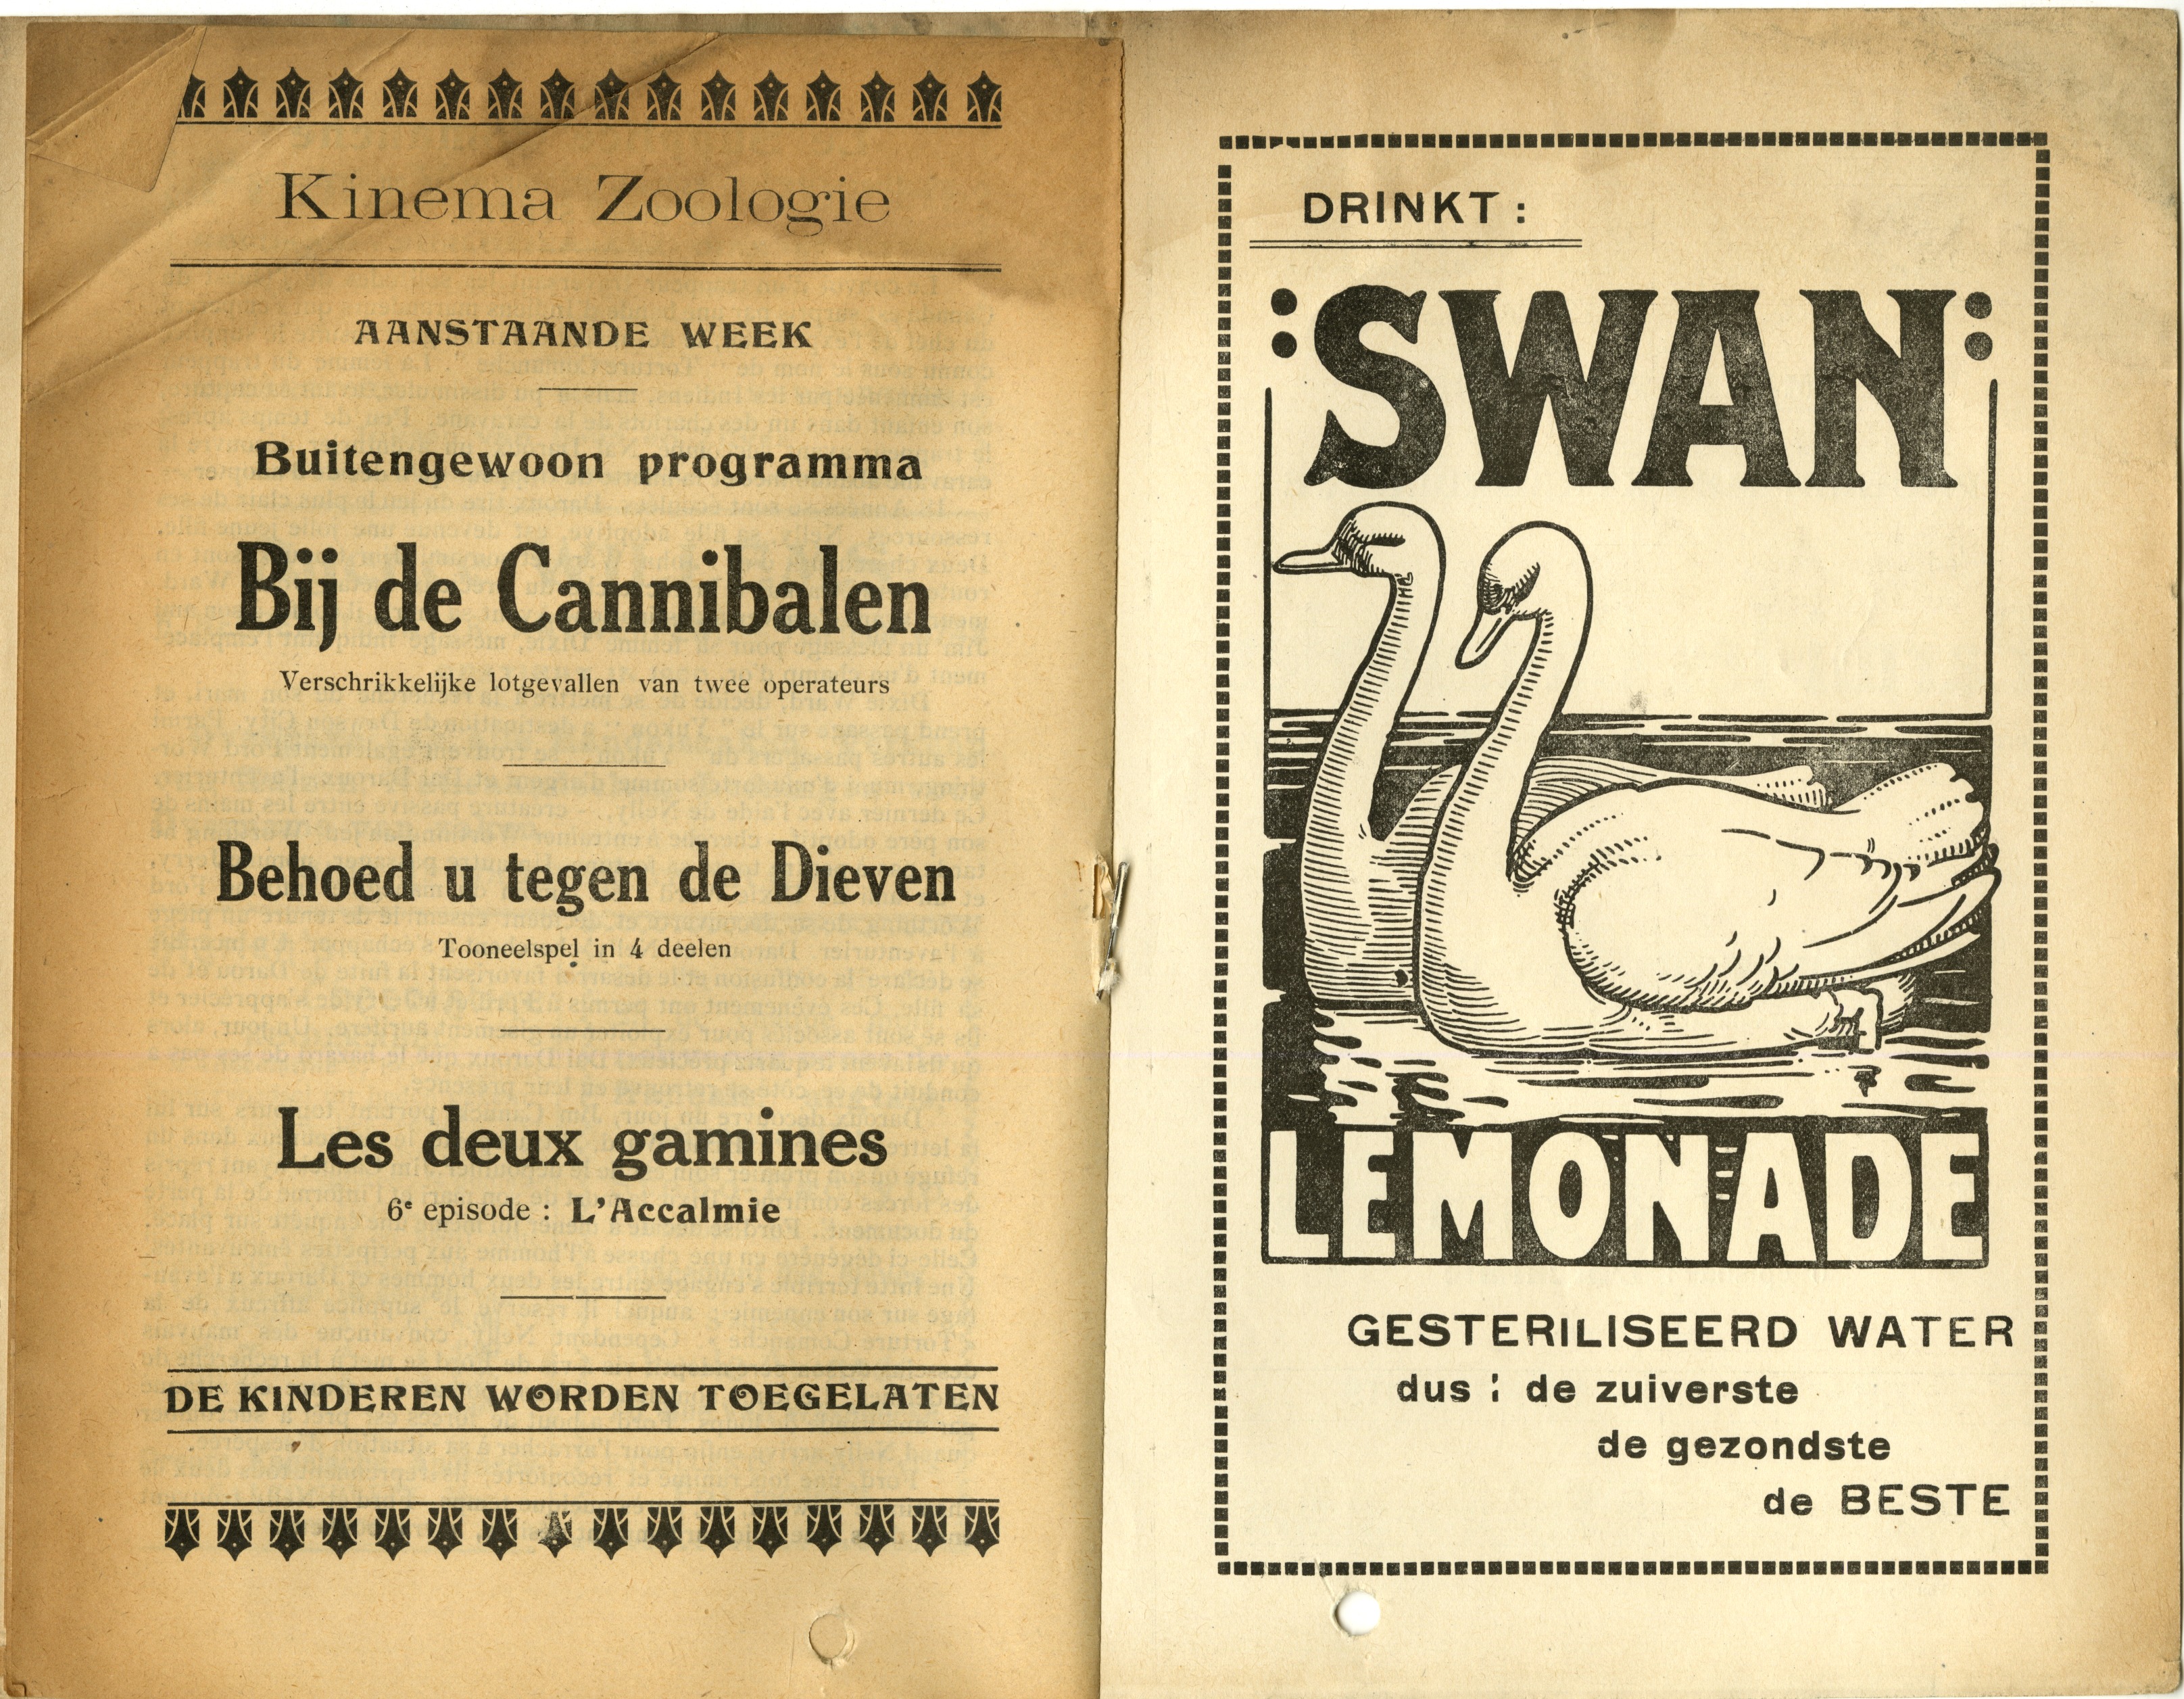 Kinema Zoologie
AANSTAANDE WEEK
Buitengewoon programma
Bij de Cannibalen
Verschrikkelijke lotgevallen van twee operateurs
Behoed u tegen de Dieven
Tooneelspel in 4 deelen
Les deux gamines
6e episode : L'Accalmie
DE KINDEREN WORDEN TOEGELATEN
DRINKT :
:SWAN:
LEMONADE
GESTERILISEERD WATER
dus : de zuiverste
de gezondste
de BESTE